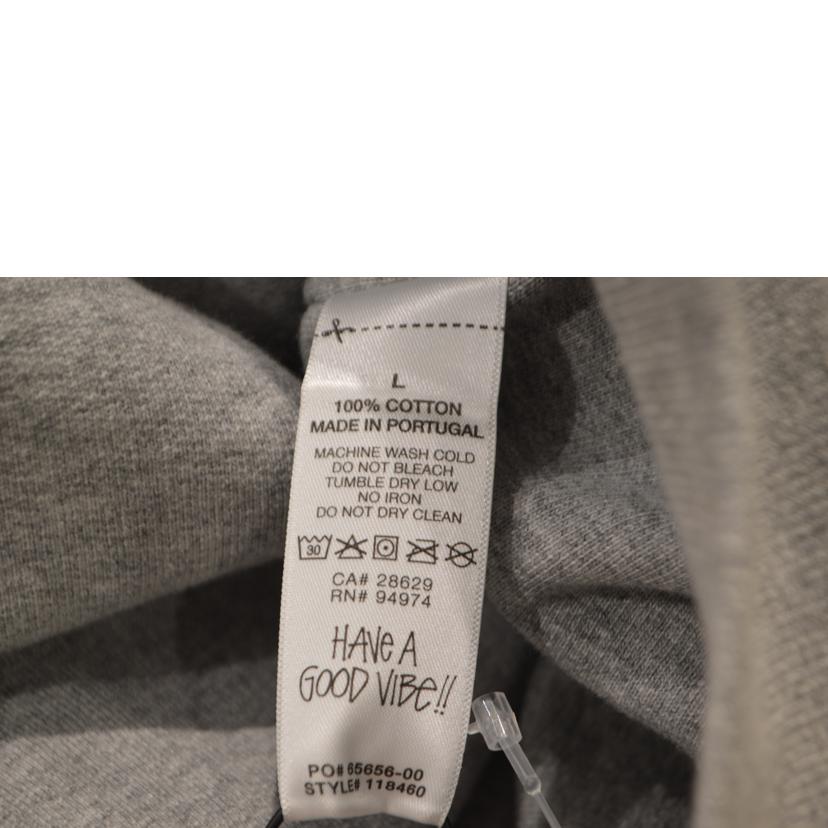 L
100% COTTON
MADE IN PORTUGAL
MACHINE WASH COLD
DO NOT BLEACH
TUMBLE DRY LOW
NO IRON
DO NOT DRY CLEAN
30
CA# 28629
RN# 94974
HAVE A
GOOD VIBE!!
PO# 65656-00
STYLE# 118460